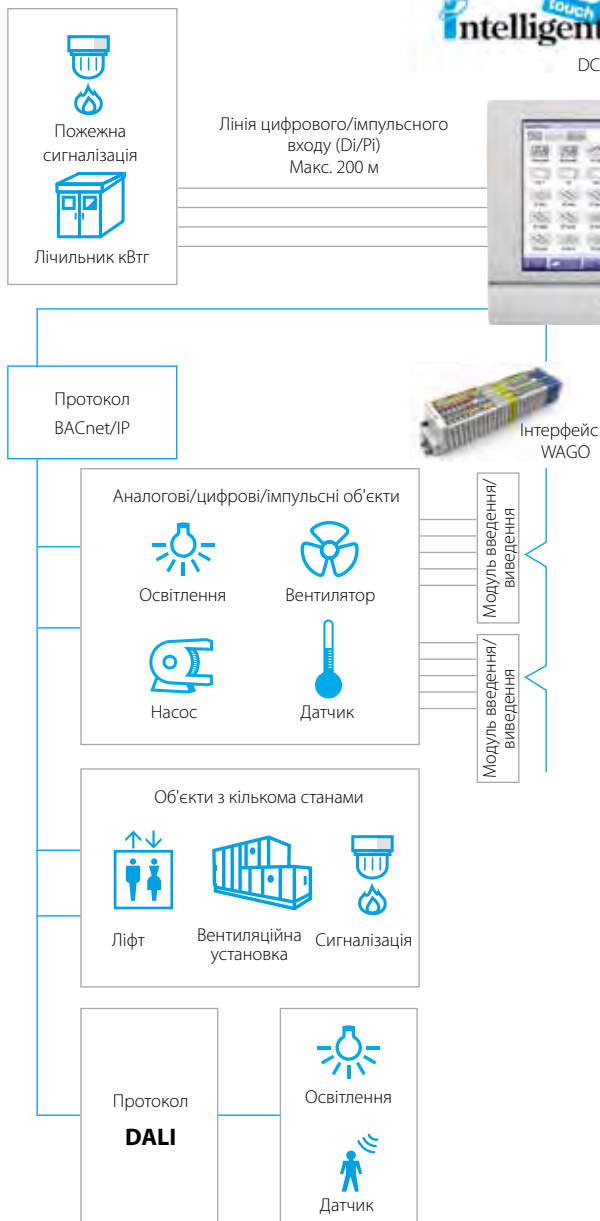 touch
intelligent
DC
Пожежна
сигналізація
Лічильник кВтг
Лінія цифрового/імпульсного
входу (Di/Pi)
Макс. 200 м
Протокол
BACnet/IP
Інтерфейс
WAGO
Аналогові/цифрові/імпульсні об'єкти
Освітлення
Вентилятор
Насос
Датчик
Модуль введення/
виведення
Модуль введення/
виведення
Об'єкти з кількома станами
Ліфт
Вентиляційна
установка
Сигналізація
Протокол
DALI
Освітлення
Датчик